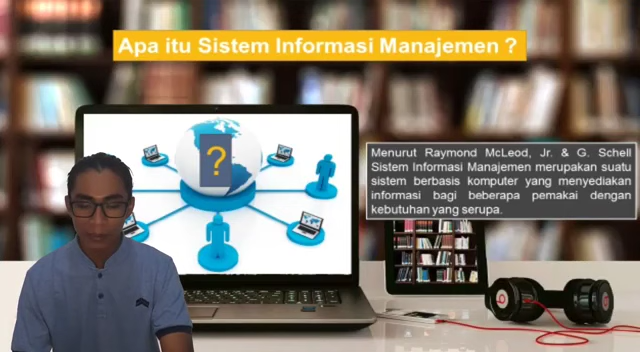 Apa itu Sistem Informasi Manajemen ?
?
Menurut Raymond McLeod, Jr. & G. Schell
Sistem Informasi Manajemen merupakan suatu
sistem berbasis komputer yang menyediakan
informasi bagi beberapa pemakai dengan
kebutuhan yang serupa.